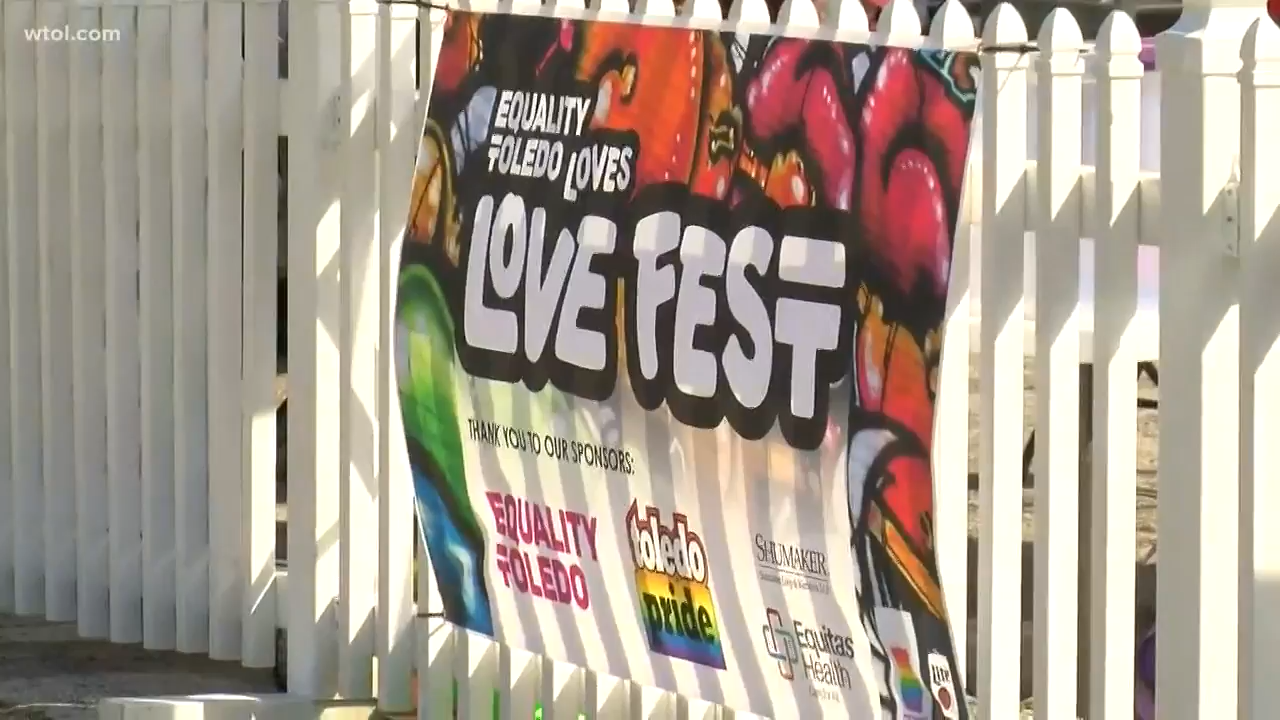 wtol.com
EQUALITY
TOLEDO LOVES
LOVE FEST
THANK YOU TO OUR SPONSORS:
EQUALITY
TOLEDO
toledo
pride
SHUMAKER
Equitas
Health
Lite